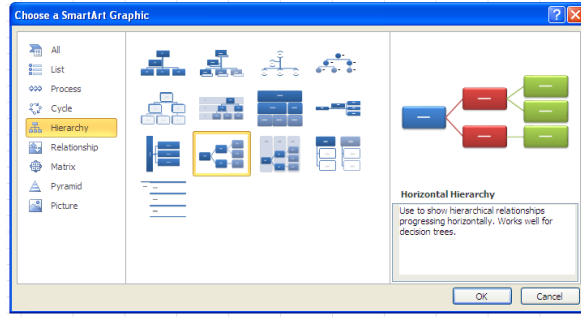 Choose a SmartArt Graphic
All
List
Process
Cycle
Hierarchy
Relationship
Matrix
Pyramid
Picture
Horizontal Hierarchy
Use to show hierarchical relationships
progressing horizontally. Works well for
decision trees.
OK
Cancel